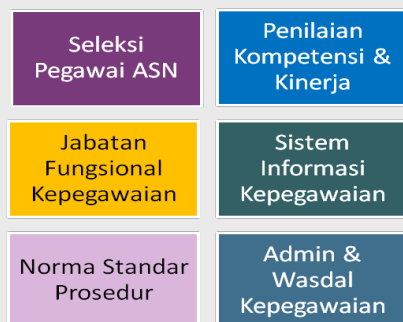 Seleksi
Pegawai ASN
Penilaian
Kompetensi &
Kinerja
Jabatan
Fungsional
Kepegawaian
Sistem
Informasi
Kepegawaian
Norma Standar
Prosedur
Admin &
Wasdal
Kepegawaian